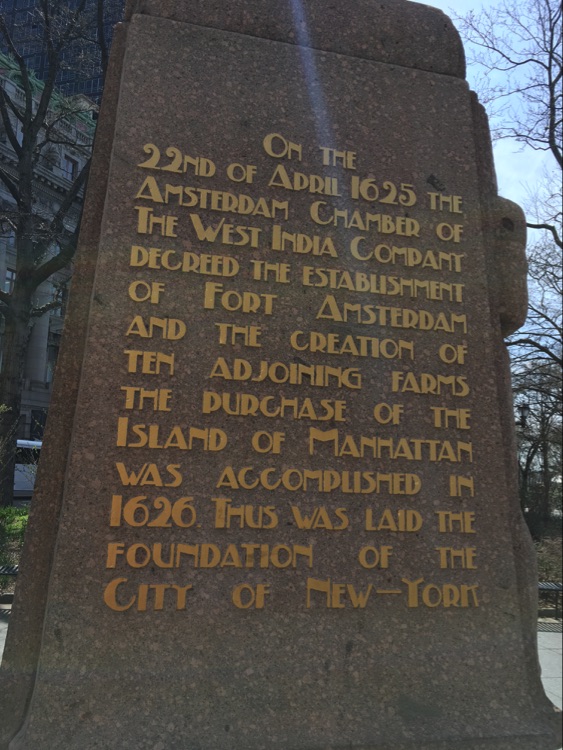 On the
22nd of April 1625 the
Amsterdam Chamber of
The West India Company
decreed the establishment
of Fort Amsterdam
and the creation of
ten adjoining farms
the purchase of the
Island of Manhattan
was accomplished in
1626. Thus was laid the
foundation of the
City of New-York